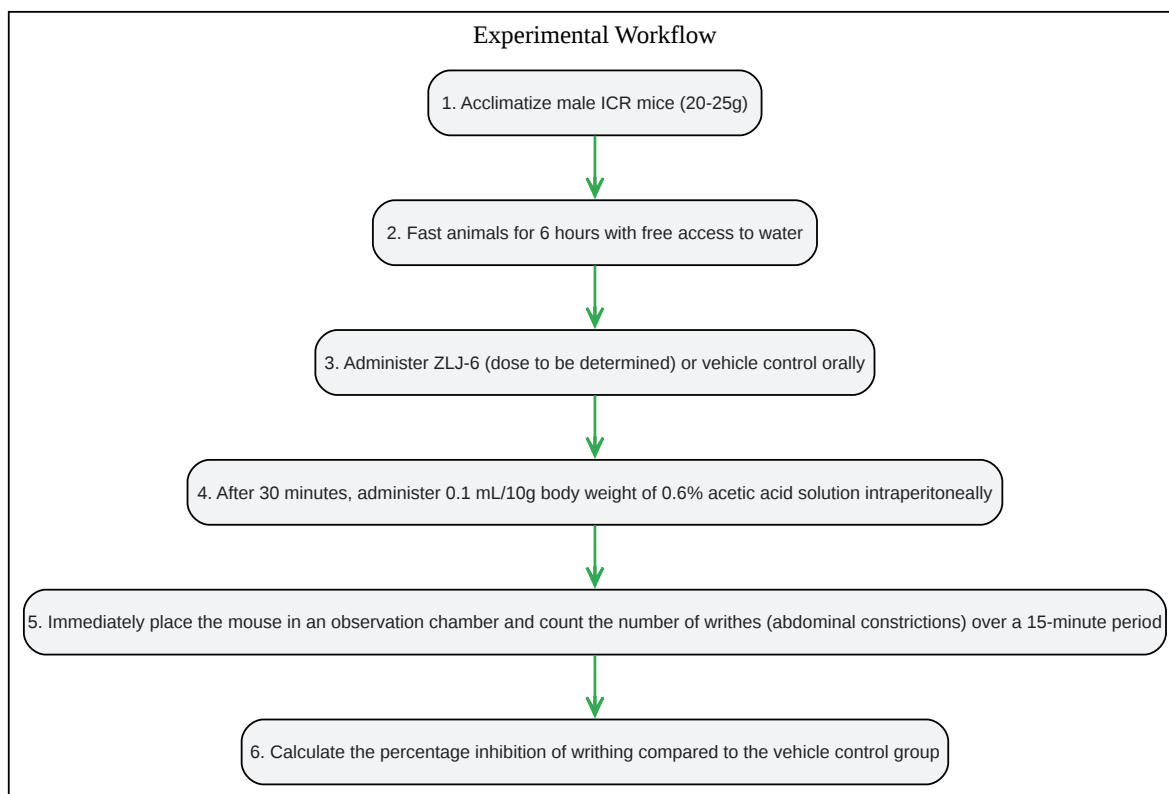 Experimental Workflow
1. Acclimatize male ICR mice (20-25g)
2. Fast animals for 6 hours with free access to water
3. Administer ZLJ-6 (dose to be determined) or vehicle control orally
4. After 30 minutes, administer 0.1 mL/10g body weight of 0.6% acetic acid solution intraperitoneally
5. Immediately place the mouse in an observation chamber and count the number of writhes (abdominal constrictions) over a 15-minute period
6. Calculate the percentage inhibition of writhing compared to the vehicle control group